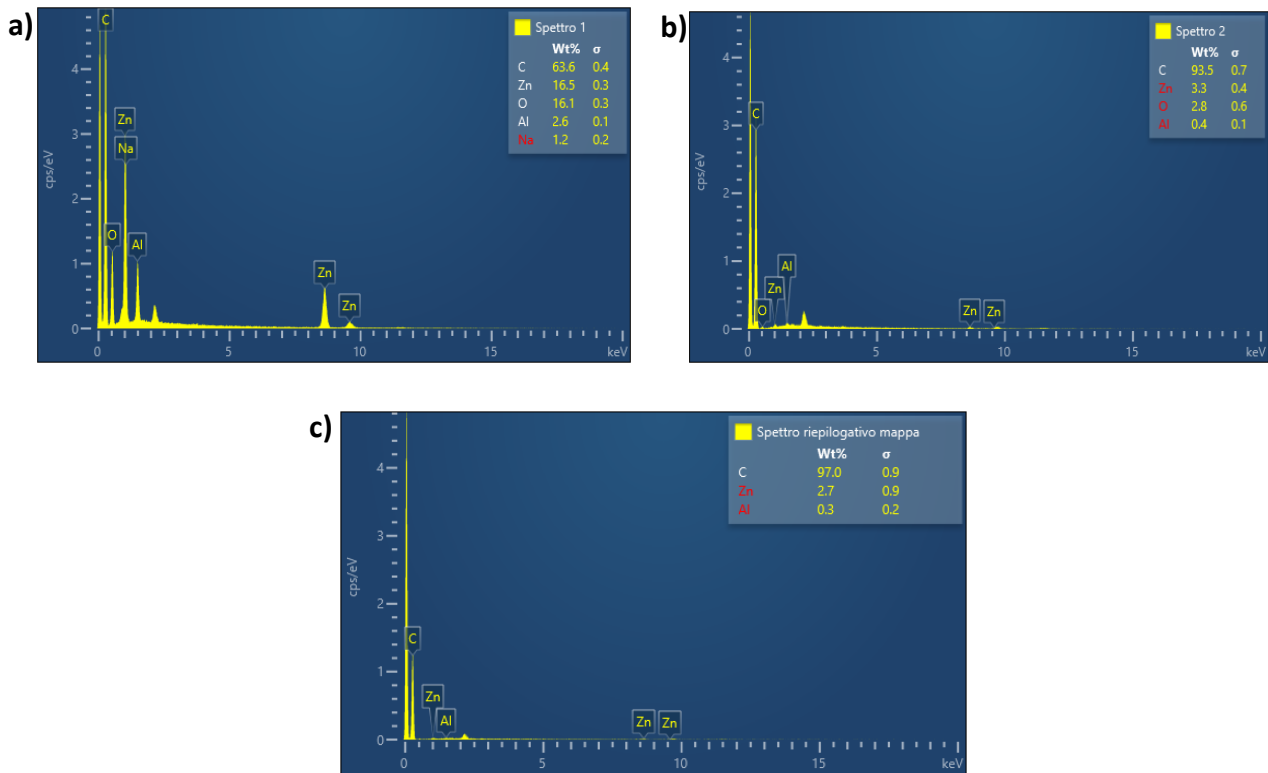 a)
Spettro 1
Wt% σ
C 63.6 0.4
Zn 16.5 0.3
O 16.1 0.3
Al 2.6 0.1
Na 1.2 0.2
C
Zn
Na
O
Al
Zn
Zn
cps/eV
4
3
2
1
0
0 5 10 15 keV
b)
Spettro 2
Wt% σ
C 93.5 0.7
Zn 3.3 0.4
O 2.8 0.6
Al 0.4 0.1
C
Al
Zn
O
Zn
Zn
cps/eV
4
3
2
1
0
0 5 10 15 keV
c)
Spettro riepilogativo mappa
Wt% σ
C 97.0 0.9
Zn 2.7 0.9
Al 0.3 0.2
C
Zn
Al
Zn
Zn
cps/eV
4
3
2
1
0
0 5 10 15 keV